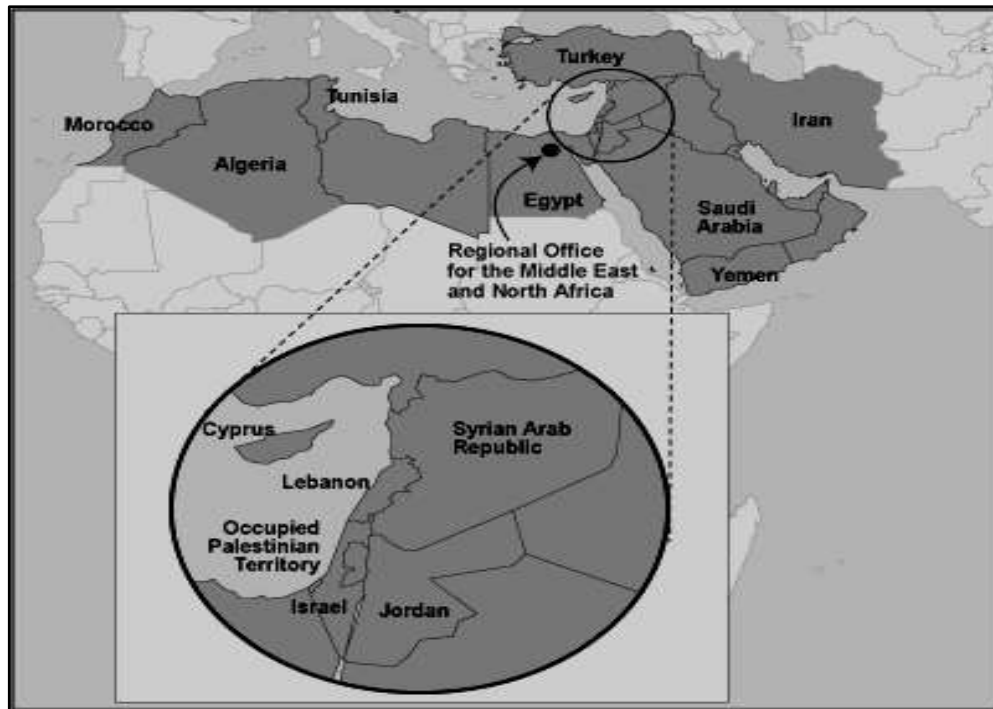 Turkey
Tunisia
Morocco
Iran
Algeria
Egypt
Saudi
Arabia
Regional Office
for the Middle East
and North Africa
Yemen
Cyprus
Syrian Arab
Republic
Lebanon
Occupied
Palestinian
Territory
Israel
Jordan